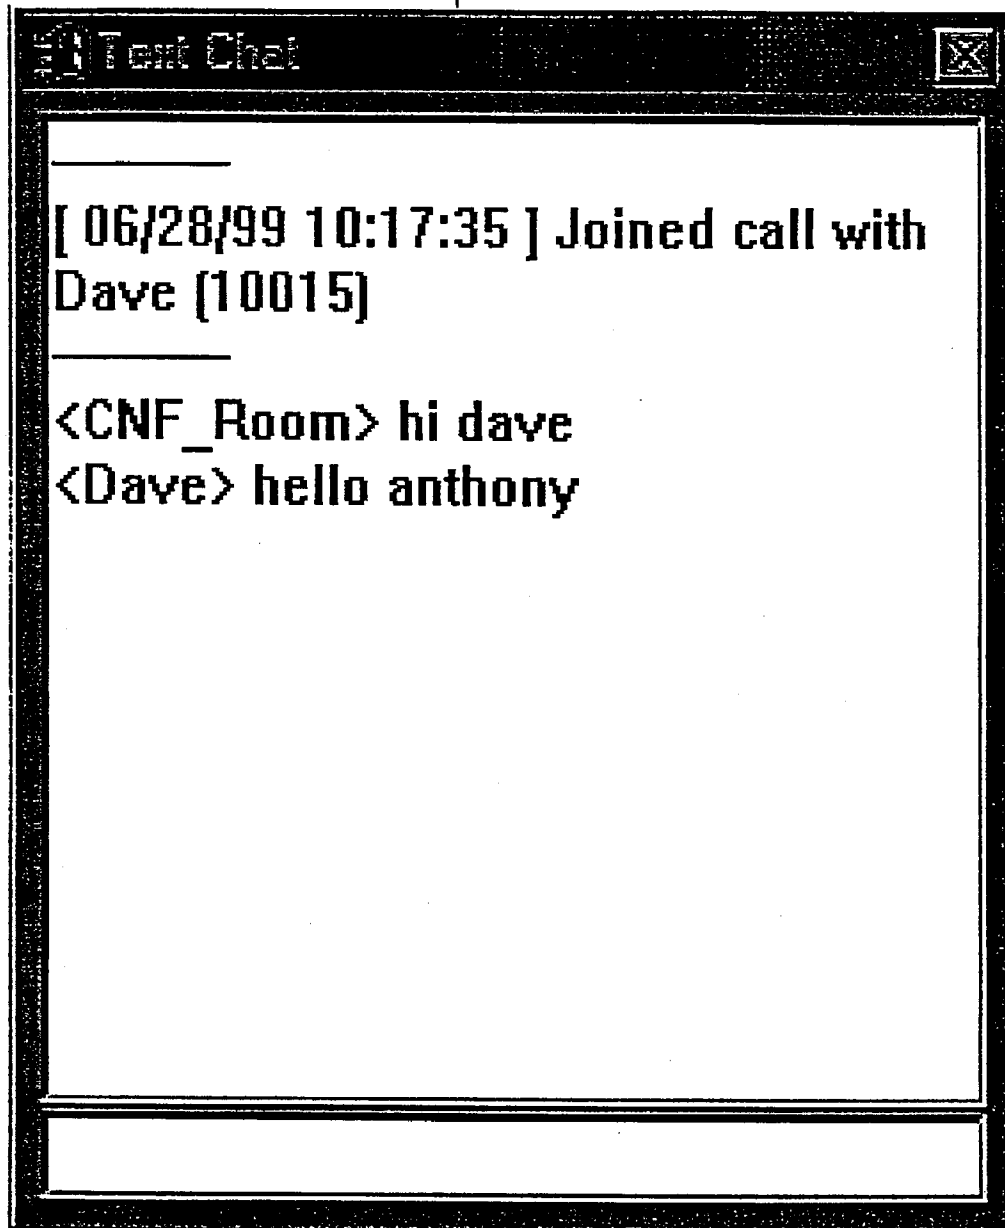 Text Chat
[ 06/28/99 10:17:35 ] Joined call with
Dave (10015)
<CNF_Room> hi dave
<Dave> hello anthony